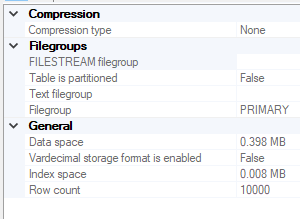 Compression
Compression type None
Filegroups
FILESTREAM filegroup
Table is partitioned False
Text filegroup
Filegroup PRIMARY
General
Data space 0.398 MB
Vardecimal storage format is enabled False
Index space 0.008 MB
Row count 10000